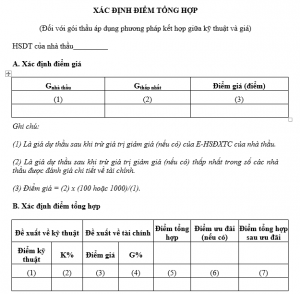 XÁC ĐỊNH ĐIỂM TỔNG HỢP
(Đối với gói thầu áp dụng phương pháp kết hợp giữa kỹ thuật và giá)
HSDT của nhà thầu_________
A. Xác định điểm giá
Gnhà thầu Gthấp nhất Điểm giá (điểm)
(1) (2) (3)
Ghi chú:
(1) Là giá dự thầu sau khi trừ giá trị giảm giá (nếu có) của E-HSĐXTC của nhà thầu.
(2) Là giá dự thầu sau khi trừ giá trị giảm giá (nếu có) thấp nhất trong số các nhà
thầu được đánh giá chi tiết về tài chính.
(3) Điểm giá = (2) x (100 hoặc 1000)/(1).
B. Xác định điểm tổng hợp
Đề xuất về kỹ thuật Đề xuất về tài chính Điểm tổng hợp Điểm ưu đãi (nếu có) Điểm tổng hợp sau ưu đãi
Điểm kỹ thuật K% Điểm giá G%
(1) (2) (3) (4) (5) (6) (7)